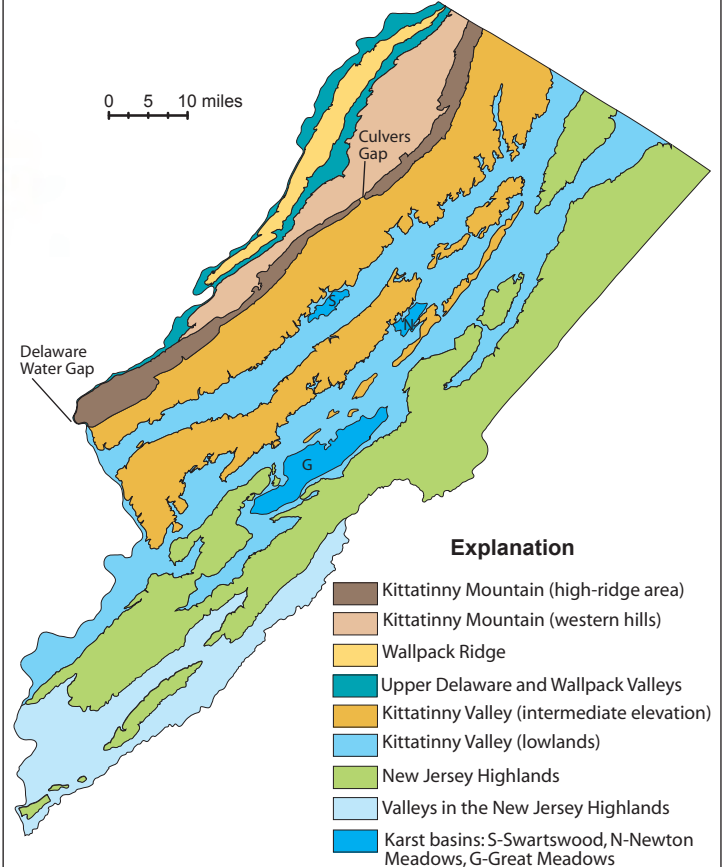 0 5 10 miles
Culvers
Gap
S
N
Delaware
Water Gap
G
Explanation
Kittatinny Mountain (high-ridge area)
Kittatinny Mountain (western hills)
Wallpack Ridge
Upper Delaware and Wallpack Valleys
Kittatinny Valley (intermediate elevation)
Kittatinny Valley (lowlands)
New Jersey Highlands
Valleys in the New Jersey Highlands
Karst basins: S-Swartswood, N-Newton
Meadows, G-Great Meadows